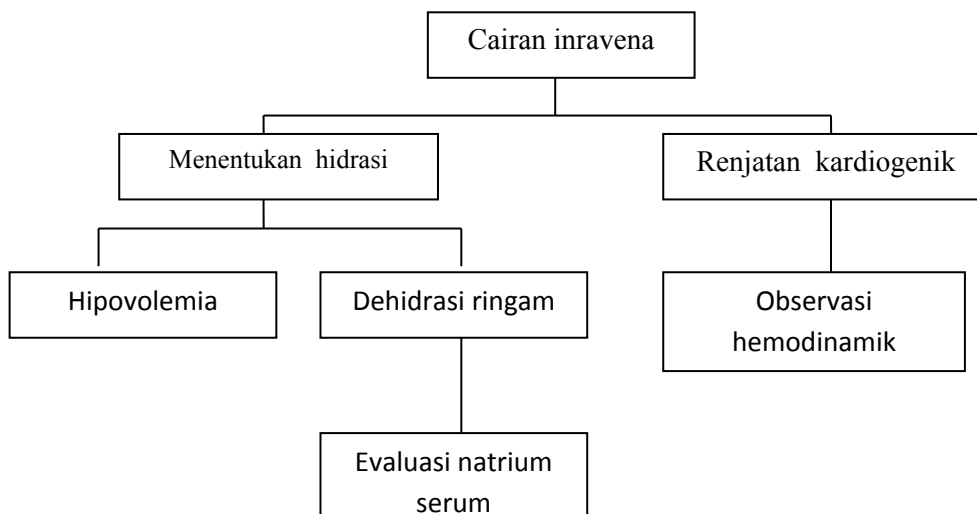 Cairan inravena
Menentukan hidrasi
Renjatan kardiogenik
Hipovolemia
Dehidrasi ringam
Observasi
hemodinamik
Evaluasi natrium
serum